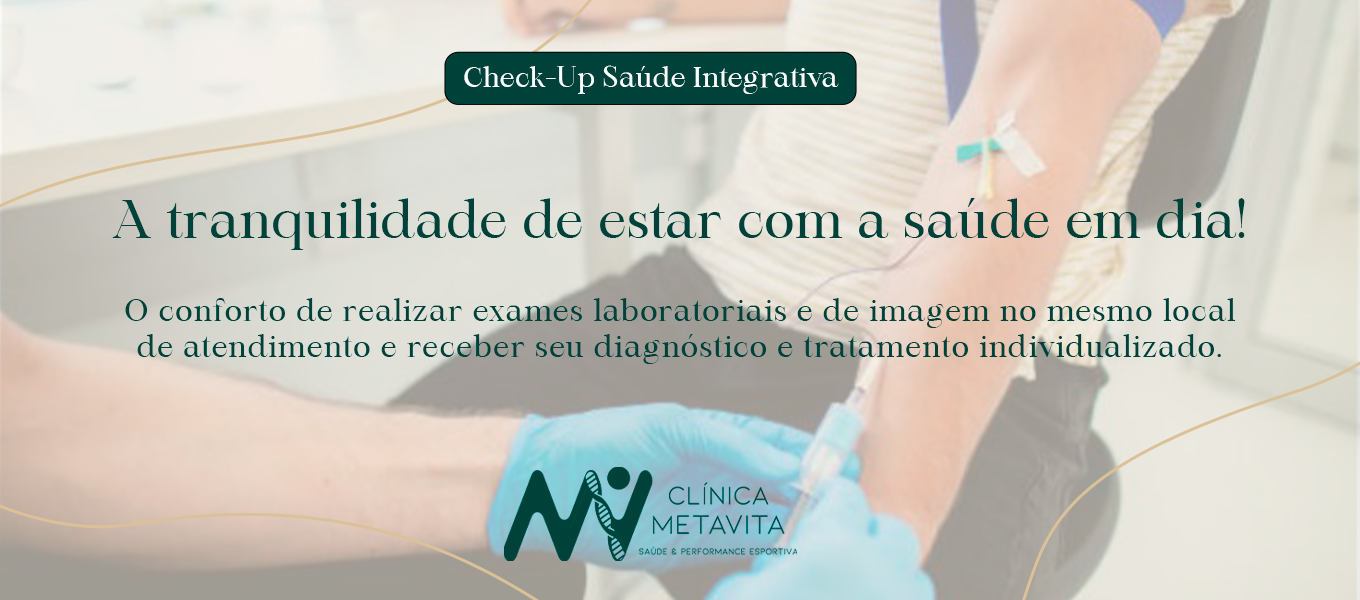 Check-Up Saúde Integrativa
A tranquilidade de estar com a saúde em dia!
O conforto de realizar exames laboratoriais e de imagem no mesmo local
de atendimento e receber seu diagnóstico e tratamento individualizado.
CLÍNICA
METAVITA
SAÚDE & PERFORMANCE ESPORTIVA